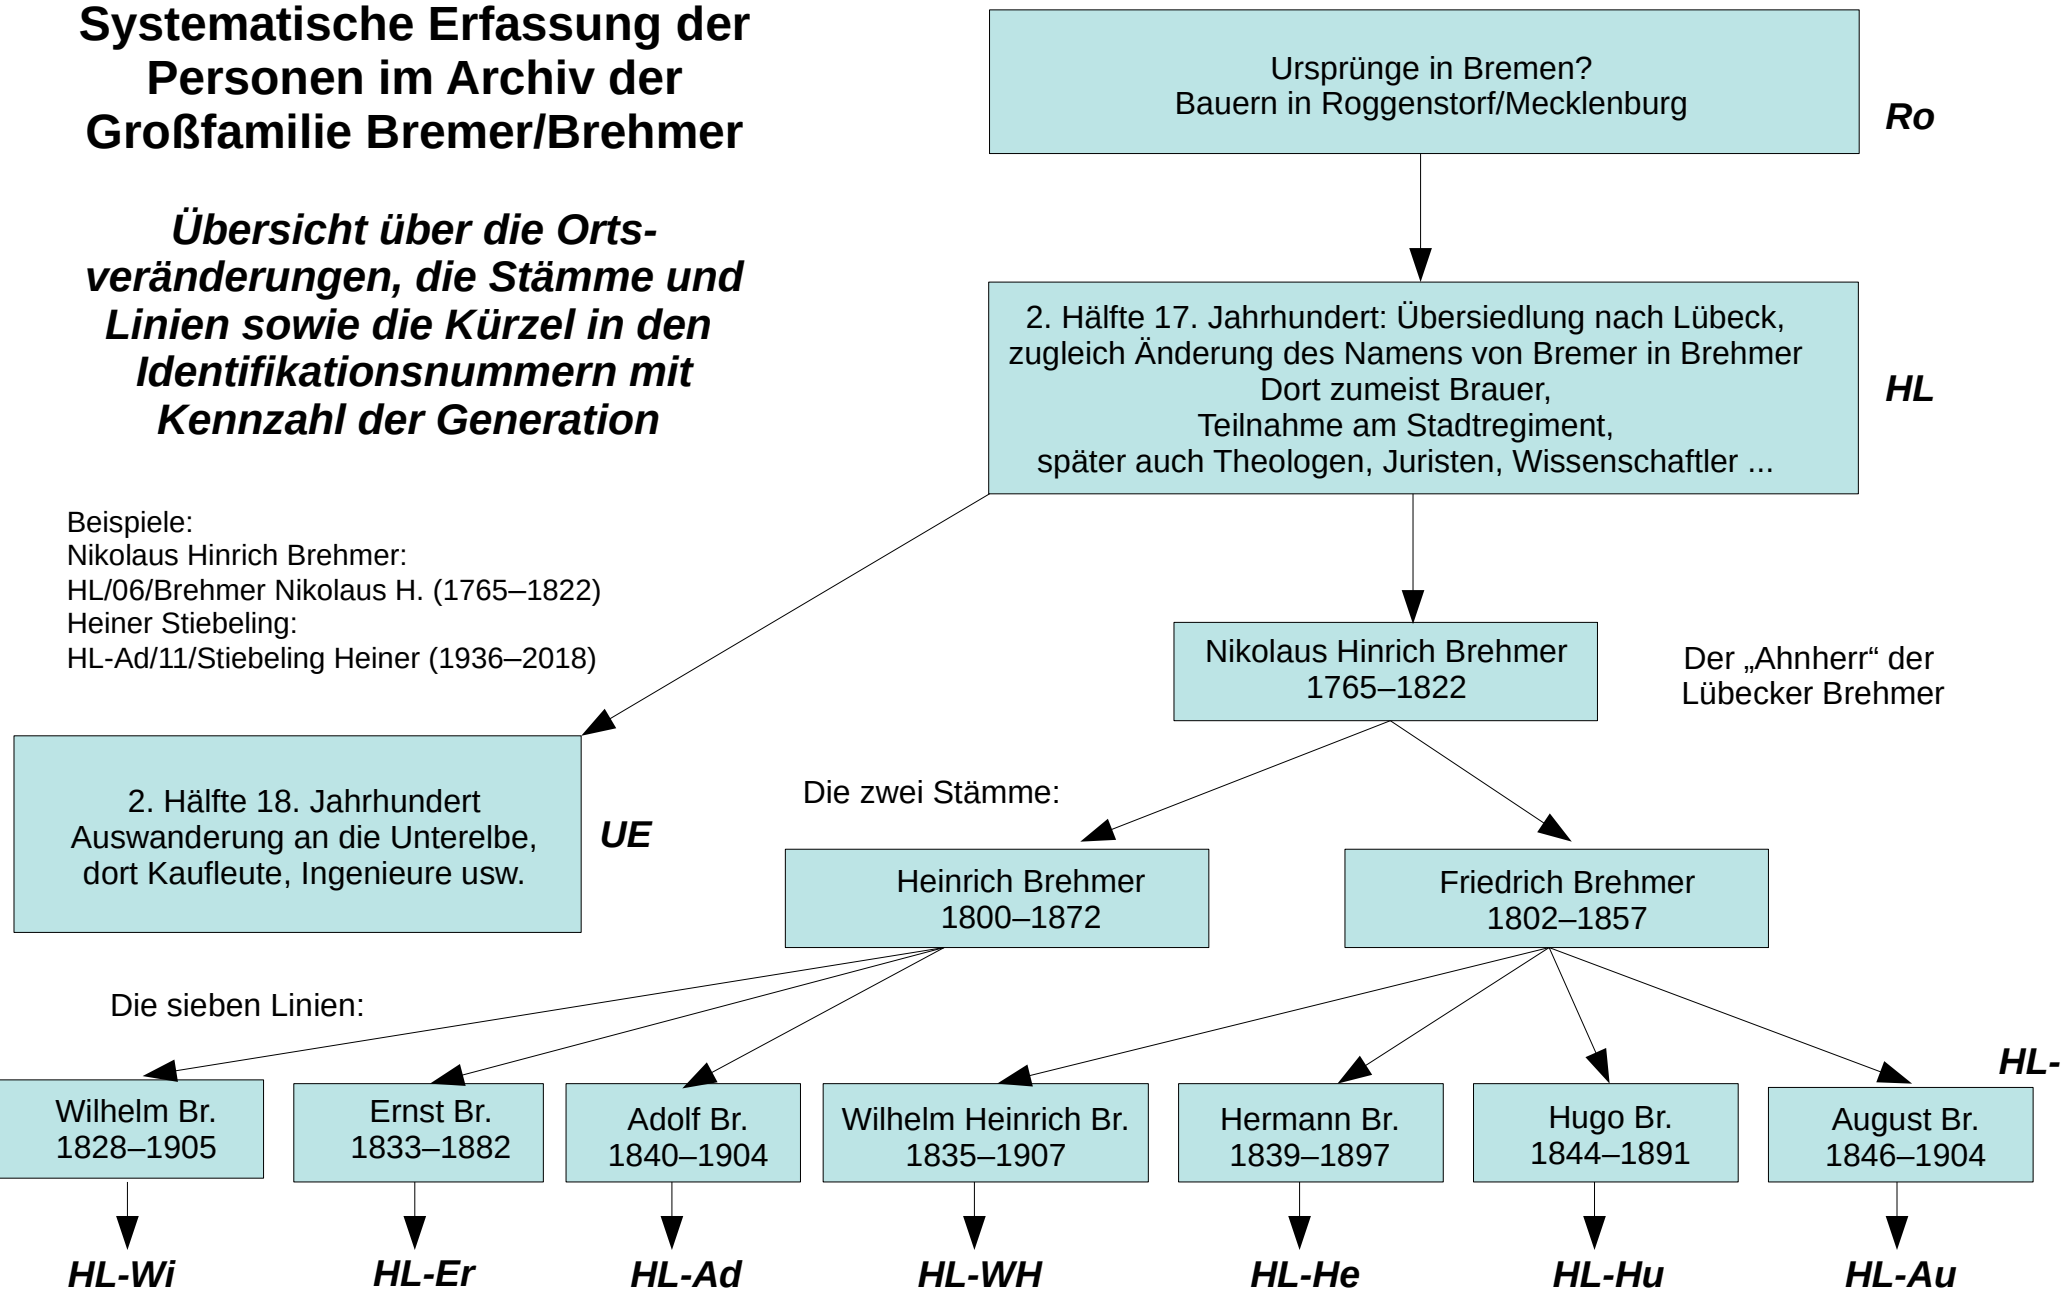 Systematische Erfassung der
Personen im Archiv der
Großfamilie Bremer/Brehmer
Übersicht über die Orts-
veränderungen, die Stämme und
Linien sowie die Kürzel in den
Identifikationsnummern mit
Kennzahl der Generation
Ursprünge in Bremen?
Bauern in Roggenstorf/Mecklenburg
Ro
2. Hälfte 17. Jahrhundert: Übersiedlung nach Lübeck,
zugleich Änderung des Namens von Bremer in Brehmer
Dort zumeist Brauer,
Teilnahme am Stadtregiment,
später auch Theologen, Juristen, Wissenschaftler ...
HL
Beispiele:
Nikolaus Hinrich Brehmer:
HL/06/Brehmer Nikolaus H. (1765–1822)
Heiner Stiebeling:
HL-Ad/11/Stiebeling Heiner (1936–2018)
Nikolaus Hinrich Brehmer
1765–1822
Der „Ahnherr“ der
Lübecker Brehmer
2. Hälfte 18. Jahrhundert
Auswanderung an die Unterelbe,
dort Kaufleute, Ingenieure usw.
UE
Die zwei Stämme:
Heinrich Brehmer
1800–1872
Friedrich Brehmer
1802–1857
Die sieben Linien:
HL-
Wilhelm Br.
1828–1905
Ernst Br.
1833–1882
Adolf Br.
1840–1904
Wilhelm Heinrich Br.
1835–1907
Hermann Br.
1839–1897
Hugo Br.
1844–1891
August Br.
1846–1904
HL-Wi
HL-Er
HL-Ad
HL-WH
HL-He
HL-Hu
HL-Au